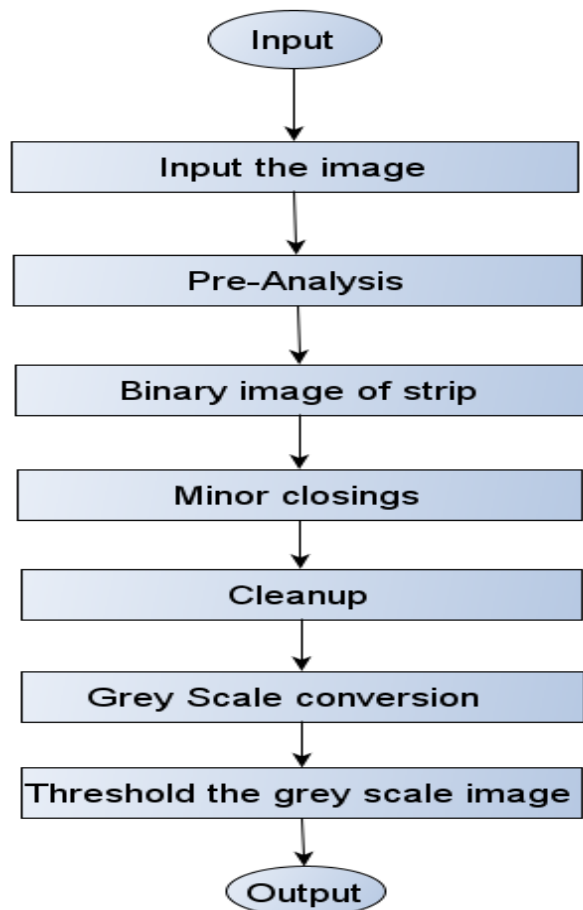 Input
Input the image
Pre-Analysis
Binary image of strip
Minor closings
Cleanup
Grey Scale conversion
Threshold the grey scale image
Output